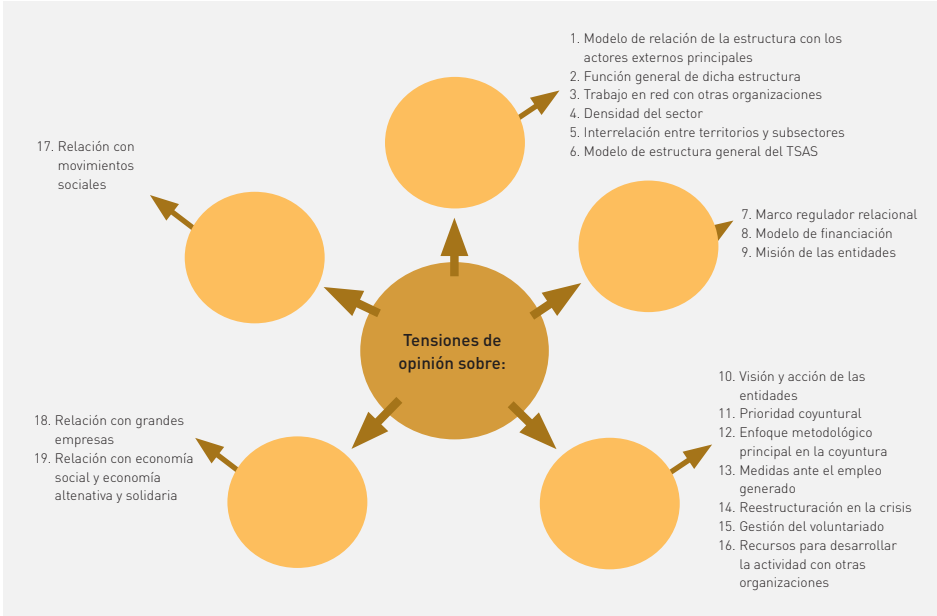 Tensiones de
opinión sobre:
1. Modelo de relación de la estructura con los
actores externos principales
2. Función general de dicha estructura
3. Trabajo en red con otras organizaciones
4. Densidad del sector
5. Interrelación entre territorios y subsectores
6. Modelo de estructura general del TSAS
7. Marco regulador relacional
8. Modelo de financiación
9. Misión de las entidades
10. Visión y acción de las
entidades
11. Prioridad coyuntural
12. Enfoque metodológico
principal en la coyuntura
13. Medidas ante el empleo
generado
14. Reestructuración en la crisis
15. Gestión del voluntariado
16. Recursos para desarrollar
la actividad con otras
organizaciones
17. Relación con
movimientos
sociales
18. Relación con grandes
empresas
19. Relación con economía
social y economía
altenativa y solidaria